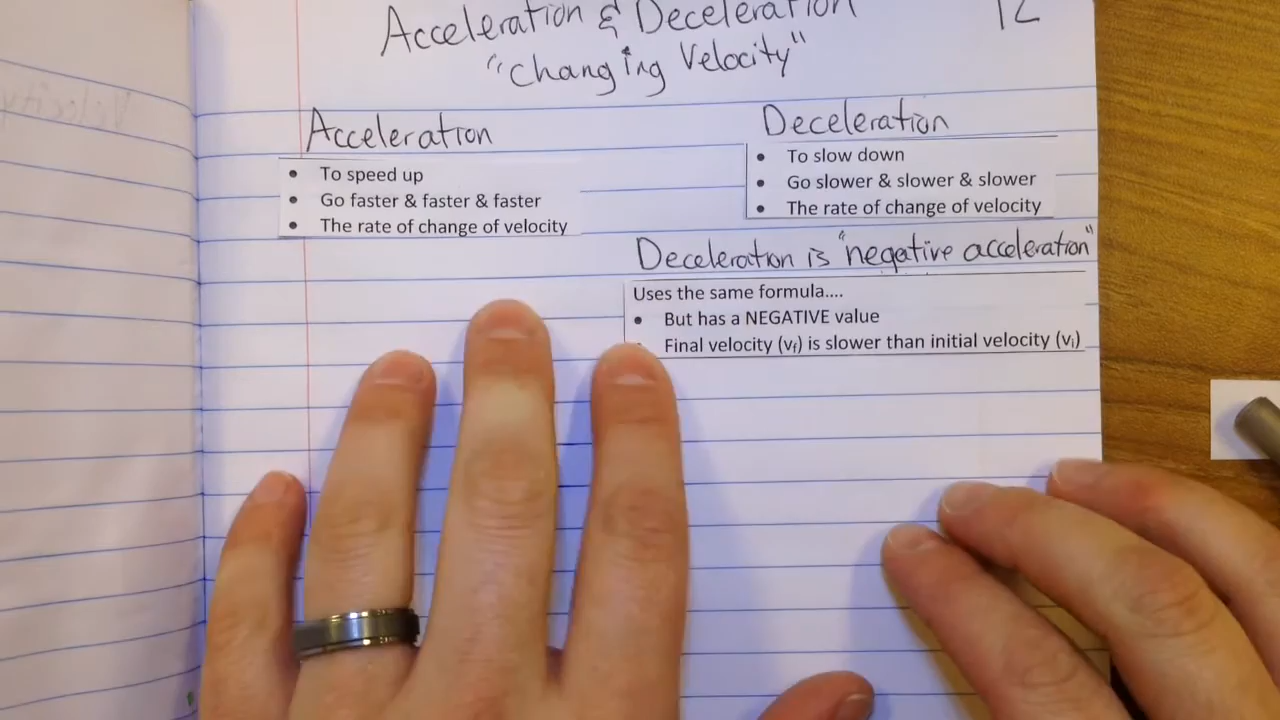 Acceleration & Deceleration
12
"Changing Velocity"
Acceleration
• To speed up
• Go faster & faster & faster
• The rate of change of velocity
Deceleration
• To slow down
• Go slower & slower & slower
• The rate of change of velocity
Deceleration is "negative acceleration"
Uses the same formula....
• But has a NEGATIVE value
• Final velocity (vf) is slower than initial velocity (vi)
Velocity